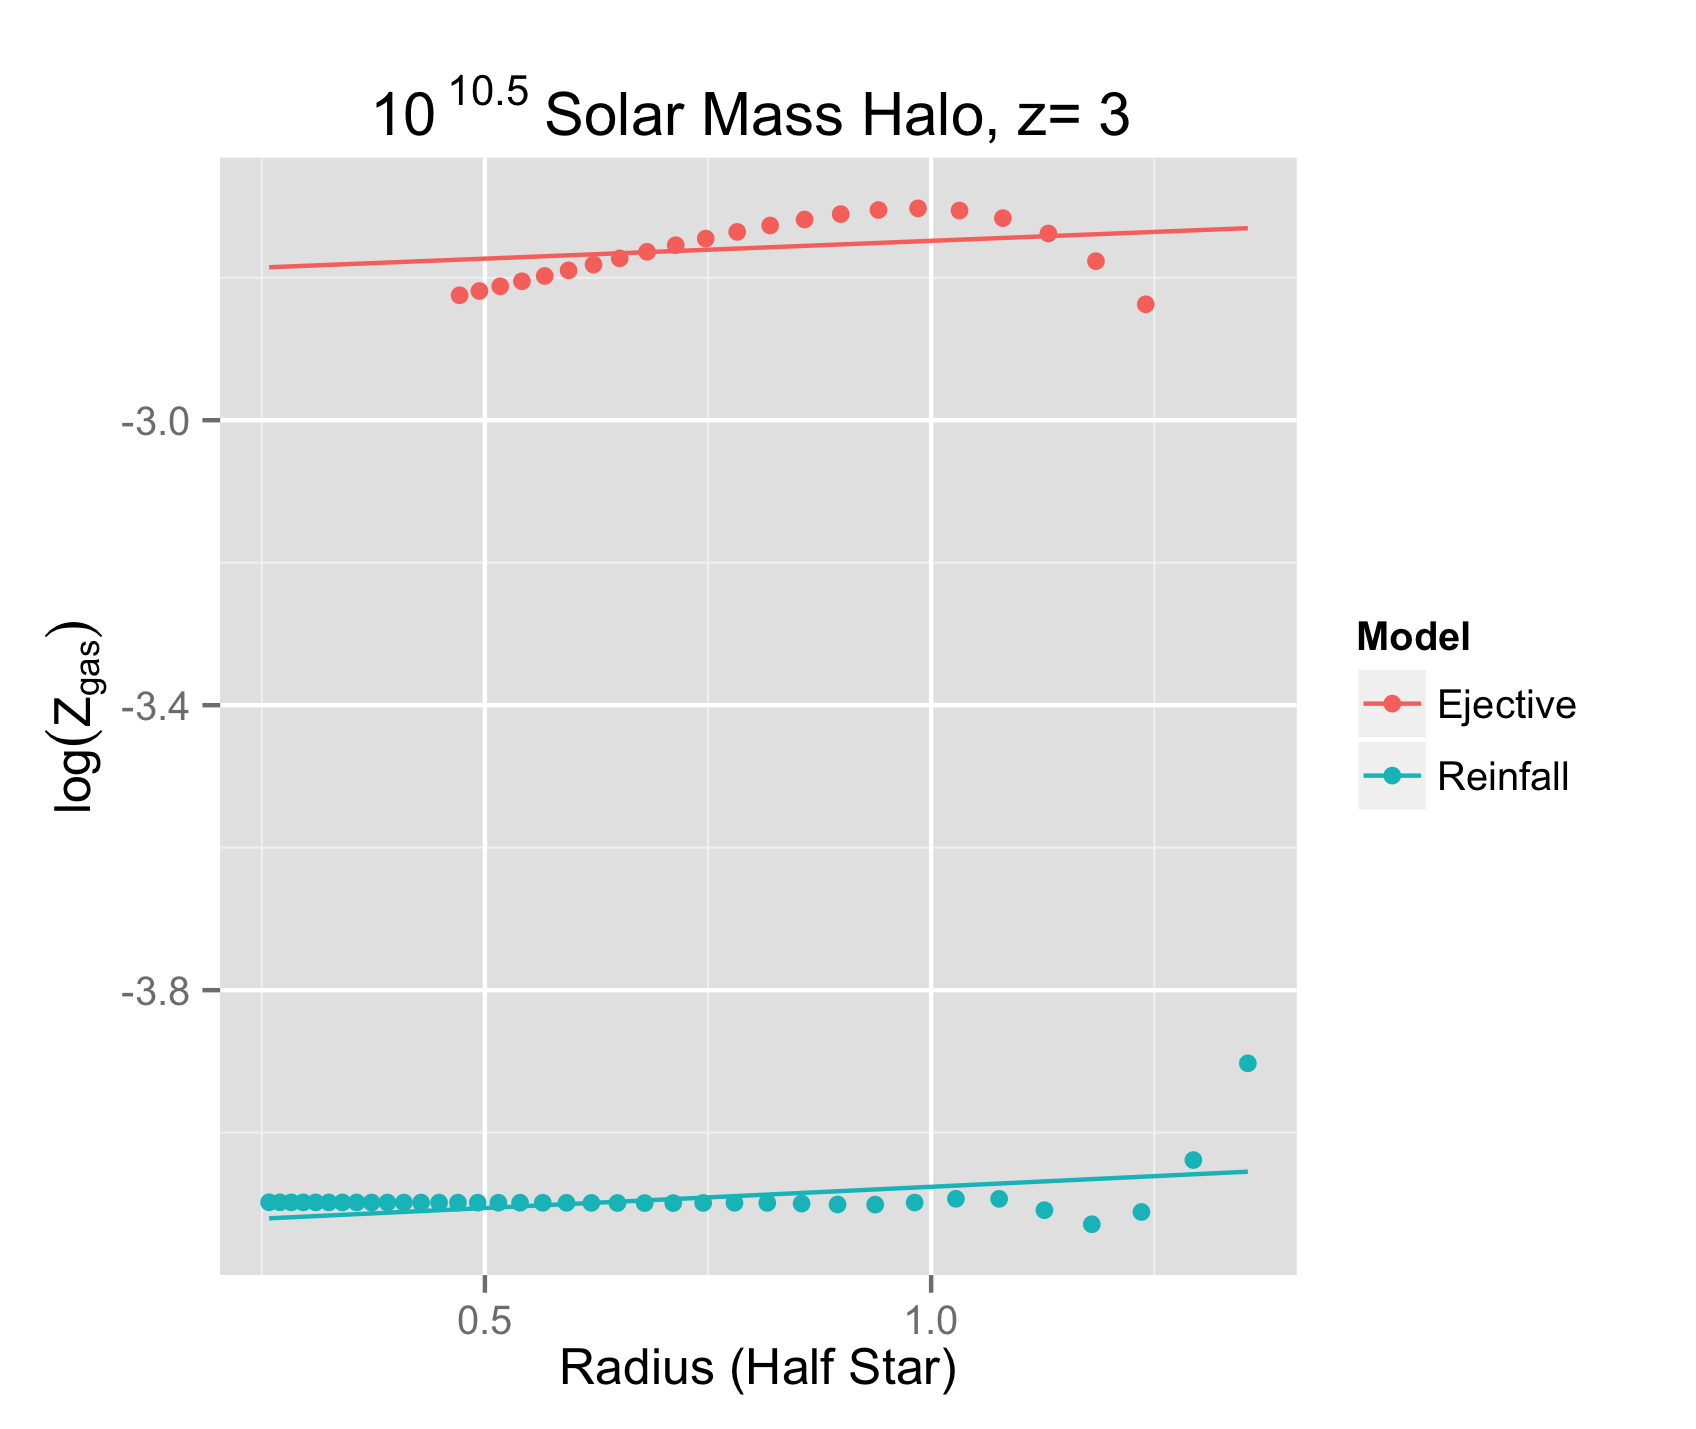 10^10.5 Solar Mass Halo, z= 3
-3.0
-3.4
-3.8
log(Z_gas)
0.5 1.0
Radius (Half Star)
Model
Ejective
Reinfall